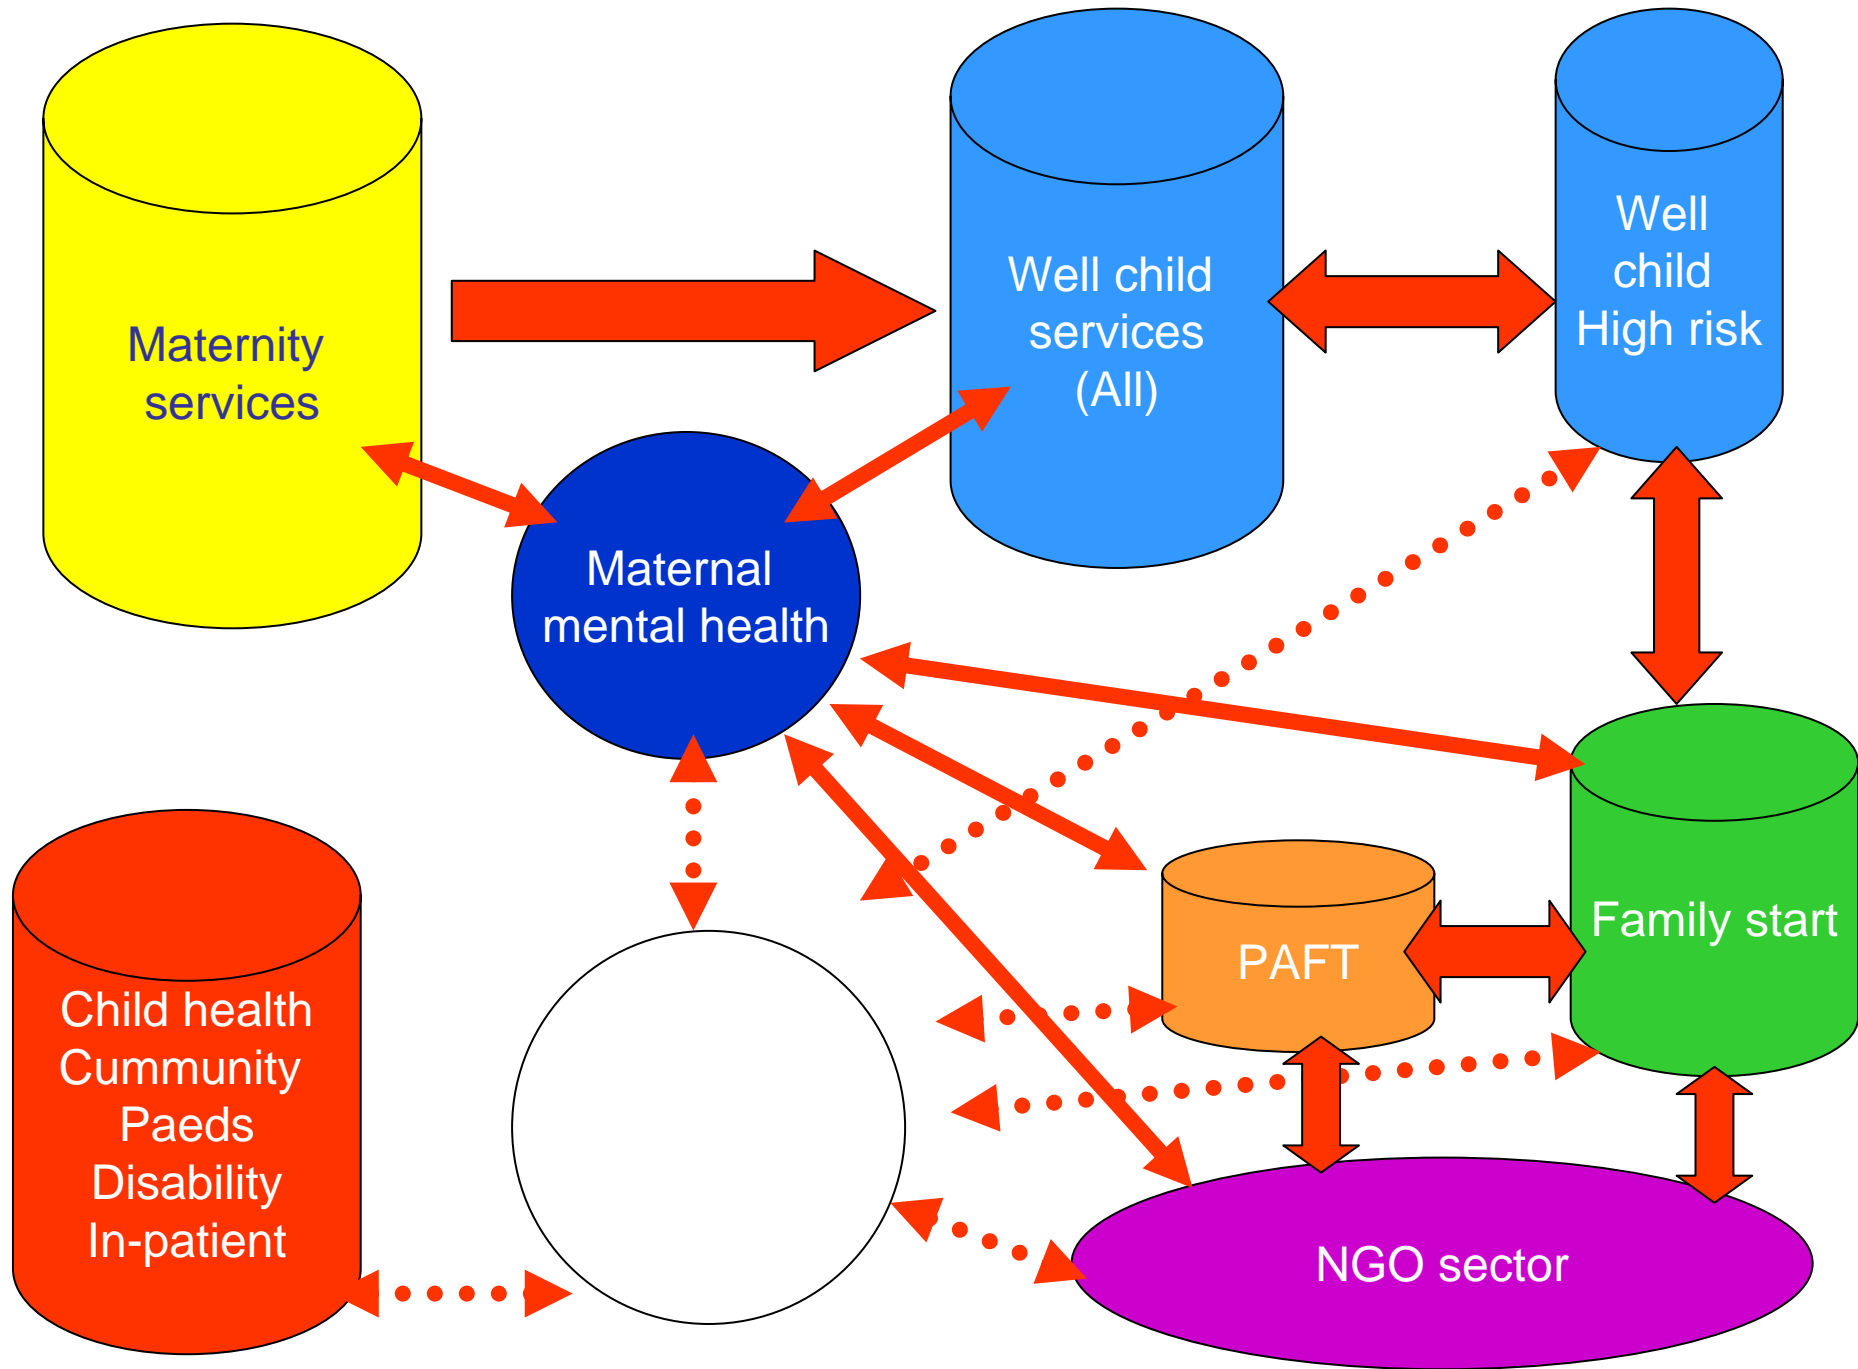 Maternity
services
Well child
services
(All)
Well
child
High risk
Maternal
mental health
Child health
Cummunity
Paeds
Disability
In-patient
PAFT
Family start
NGO sector